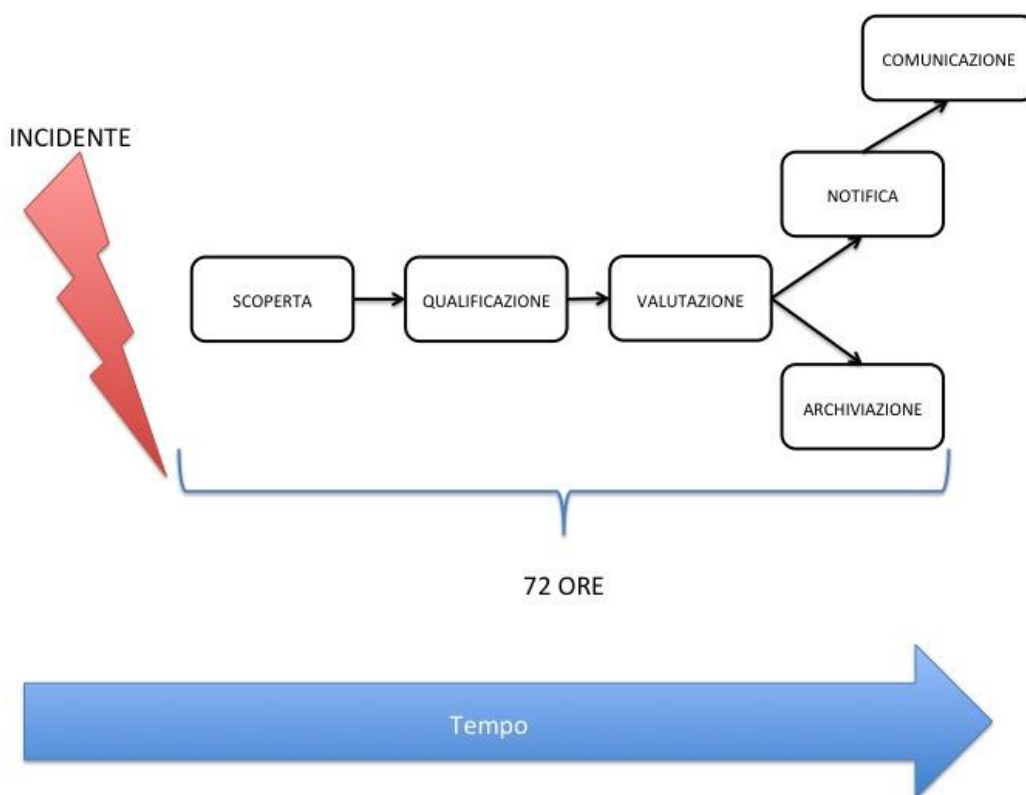 COMUNICAZIONE
INCIDENTE
NOTIFICA
SCOPERTA
QUALIFICAZIONE
VALUTAZIONE
ARCHIVIAZIONE
72 ORE
Tempo